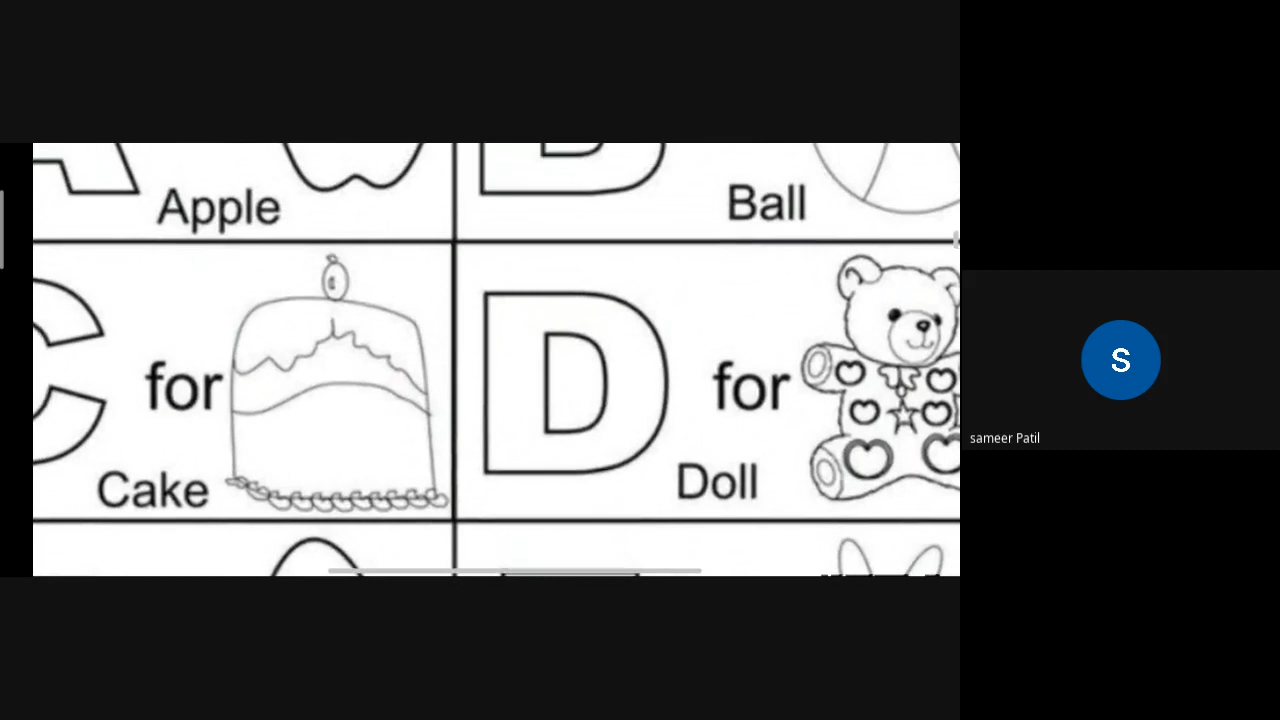 Apple
Ball
C for
Cake
D for
Doll
S
sameer Patil